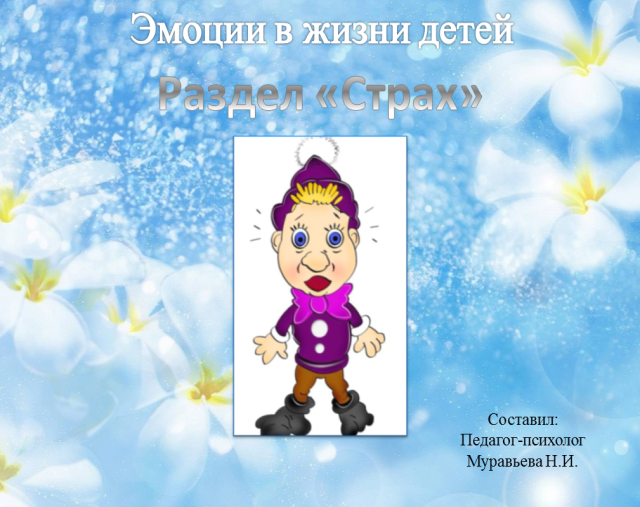 Эмоции в жизни детей
Раздел «Страх»
Составил:
Педагог-психолог
Муравьева Н.И.